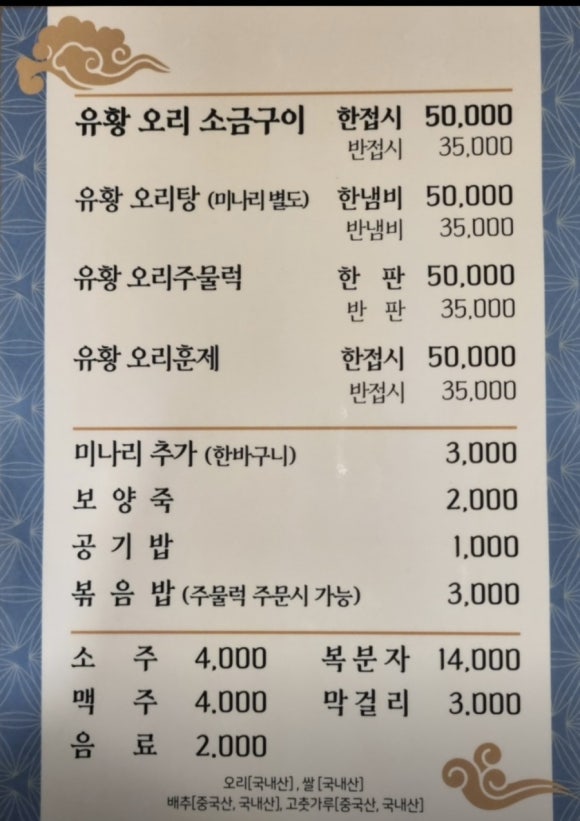 유황 오리 소금구이 한접시 50,000
반접시 35,000
유황 오리탕 (미나리 별도) 한냄비 50,000
반냄비 35,000
유황 오리주물럭 한 판 50,000
반 판 35,000
유황 오리훈제 한접시 50,000
반접시 35,000
미나리 추가 (한바구니) 3,000
보 양 죽 2,000
공 기 밥 1,000
볶 음 밥 (주물럭 주문시 가능) 3,000
소 주 4,000 복분자 14,000
맥 주 4.000 막걸리 3.000
음 료 2.000
오리[국내산], 쌀[국내산]
배추[중국산, 국내산], 고춧가루[중국산, 국내산]